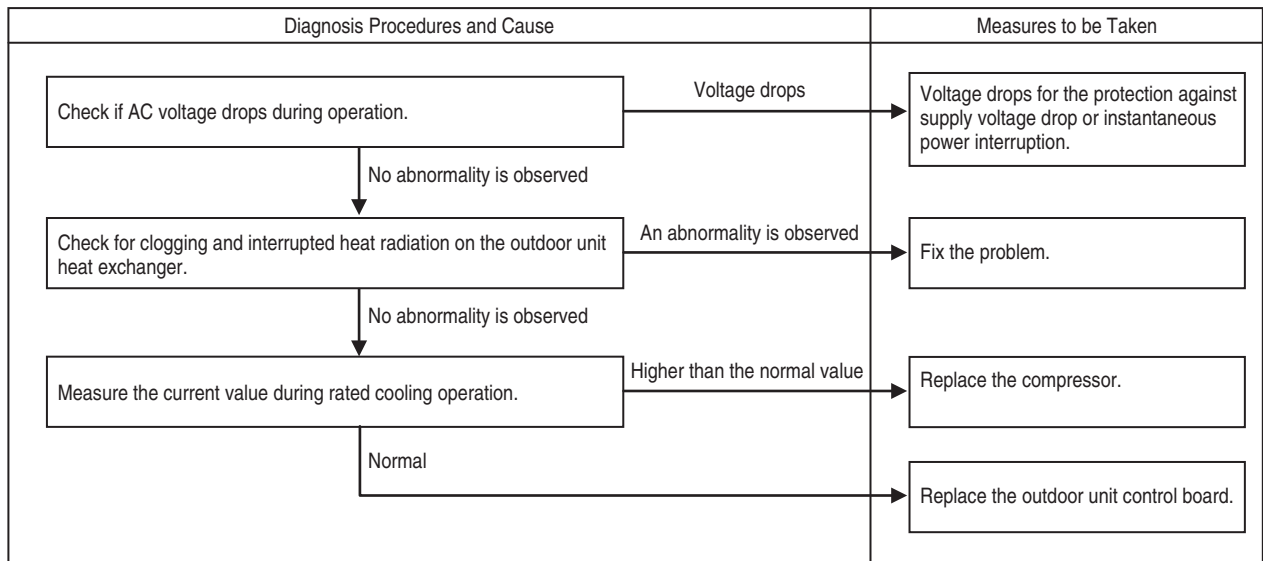 Diagnosis Procedures and Cause
Measures to be Taken
Check if AC voltage drops during operation.
Voltage drops
Voltage drops for the protection against
supply voltage drop or instantaneous
power interruption.
No abnormality is observed
Check for clogging and interrupted heat radiation on the outdoor unit
heat exchanger.
An abnormality is observed
Fix the problem.
No abnormality is observed
Measure the current value during rated cooling operation.
Higher than the normal value
Replace the compressor.
Normal
Replace the outdoor unit control board.